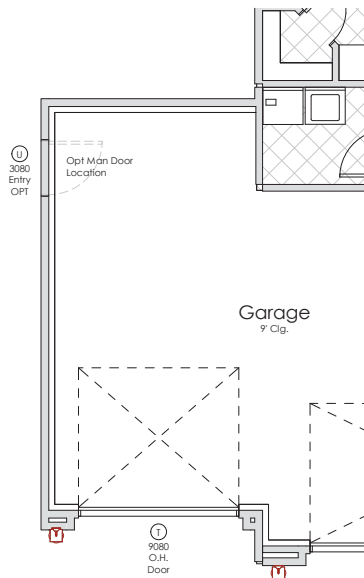 U
3080
Entry
OPT
Opt Man Door
Location
Garage
9' Clg.
T
9080
O.H.
Door